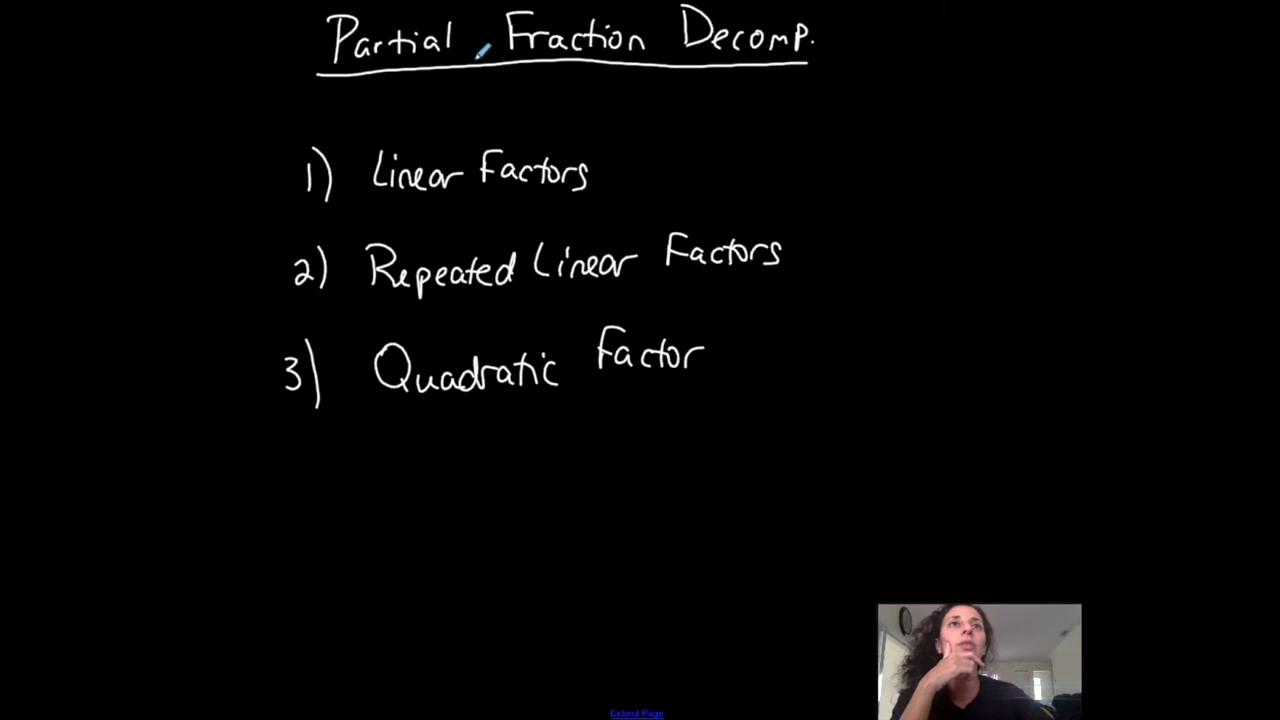 Partial Fraction Decomp.
1) Linear Factors
2) Repeated Linear Factors
3) Quadratic Factor
Extend Page